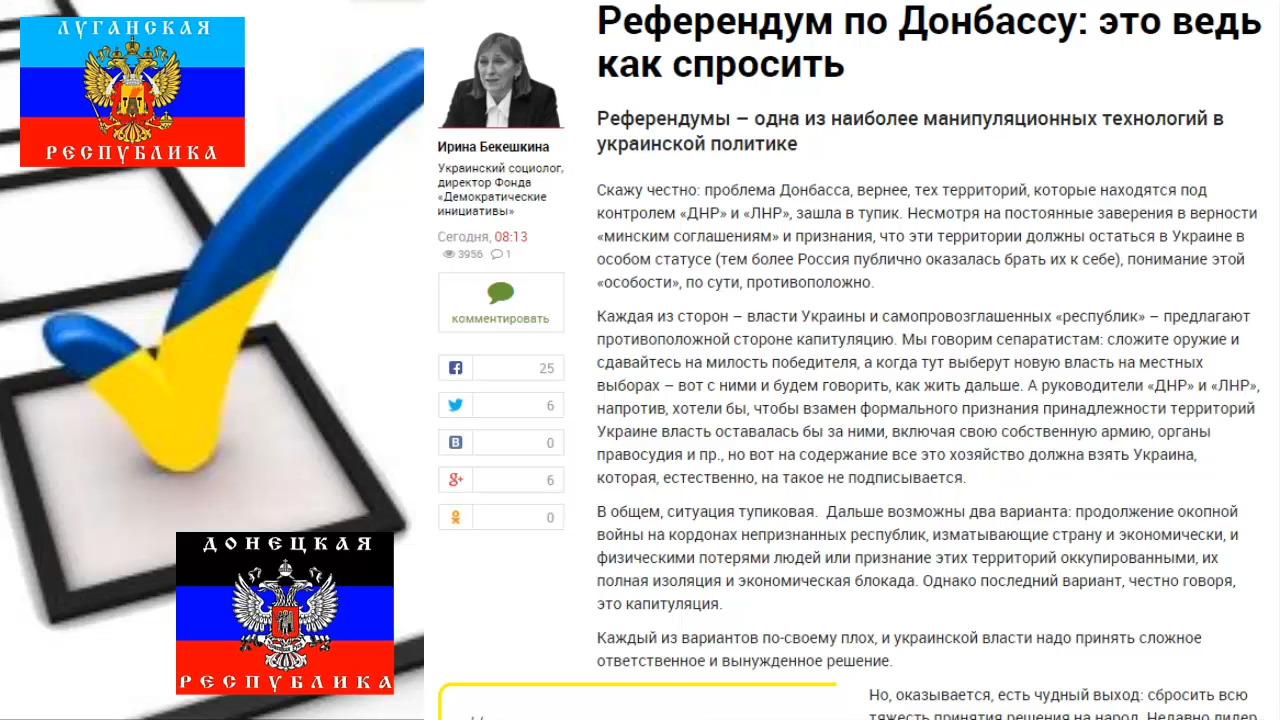 ЛУГАНСКАЯ
РЕСПУБЛИКА
ДОНЕЦКАЯ
РЕСПУБЛИКА
Ирина Бекешкина
Украинский социолог,
директор Фонда
«Демократические
инициативы»
Сегодня, 08:13
3956 1
комментировать
25
6
0
6
0
Референдум по Донбассу: это ведь
как спросить
Референдумы – одна из наиболее манипуляционных технологий в
украинской политике
Скажу честно: проблема Донбасса, вернее, тех территорий, которые находятся под
контролем «ДНР» и «ЛНР», зашла в тупик. Несмотря на постоянные заверения в верности
«минским соглашениям» и признания, что эти территории должны остаться в Украине в
особом статусе (тем более Россия публично оказалась брать их к себе), понимание этой
«особости», по сути, противоположно.
Каждая из сторон – власти Украины и самопровозглашенных «республик» – предлагают
противоположной стороне капитуляцию. Мы говорим сепаратистам: сложите оружие и
сдавайтесь на милость победителя, а когда тут выберут новую власть на местных
выборах – вот с ними и будем говорить, как жить дальше. А руководители «ДНР» и «ЛНР»,
напротив, хотели бы, чтобы взамен формального признания принадлежности территорий
Украине власть оставалась бы за ними, включая свою собственную армию, органы
правосудия и пр., но вот на содержание все это хозяйство должна взять Украина,
которая, естественно, на такое не подписывается.
В общем, ситуация тупиковая. Дальше возможны два варианта: продолжение окопной
войны на кордонах непризнанных республик, изматывающие страну и экономически, и
физическими потерями людей или признание этих территорий оккупированными, их
полная изоляция и экономическая блокада. Однако последний вариант, честно говоря,
это капитуляция.
Каждый из вариантов по-своему плох, и украинской власти надо принять сложное
ответственное и вынужденное решение.
Но, оказывается, есть чудный выход: сбросить всю
тяжесть принятия решения на народ. Недавно лидер